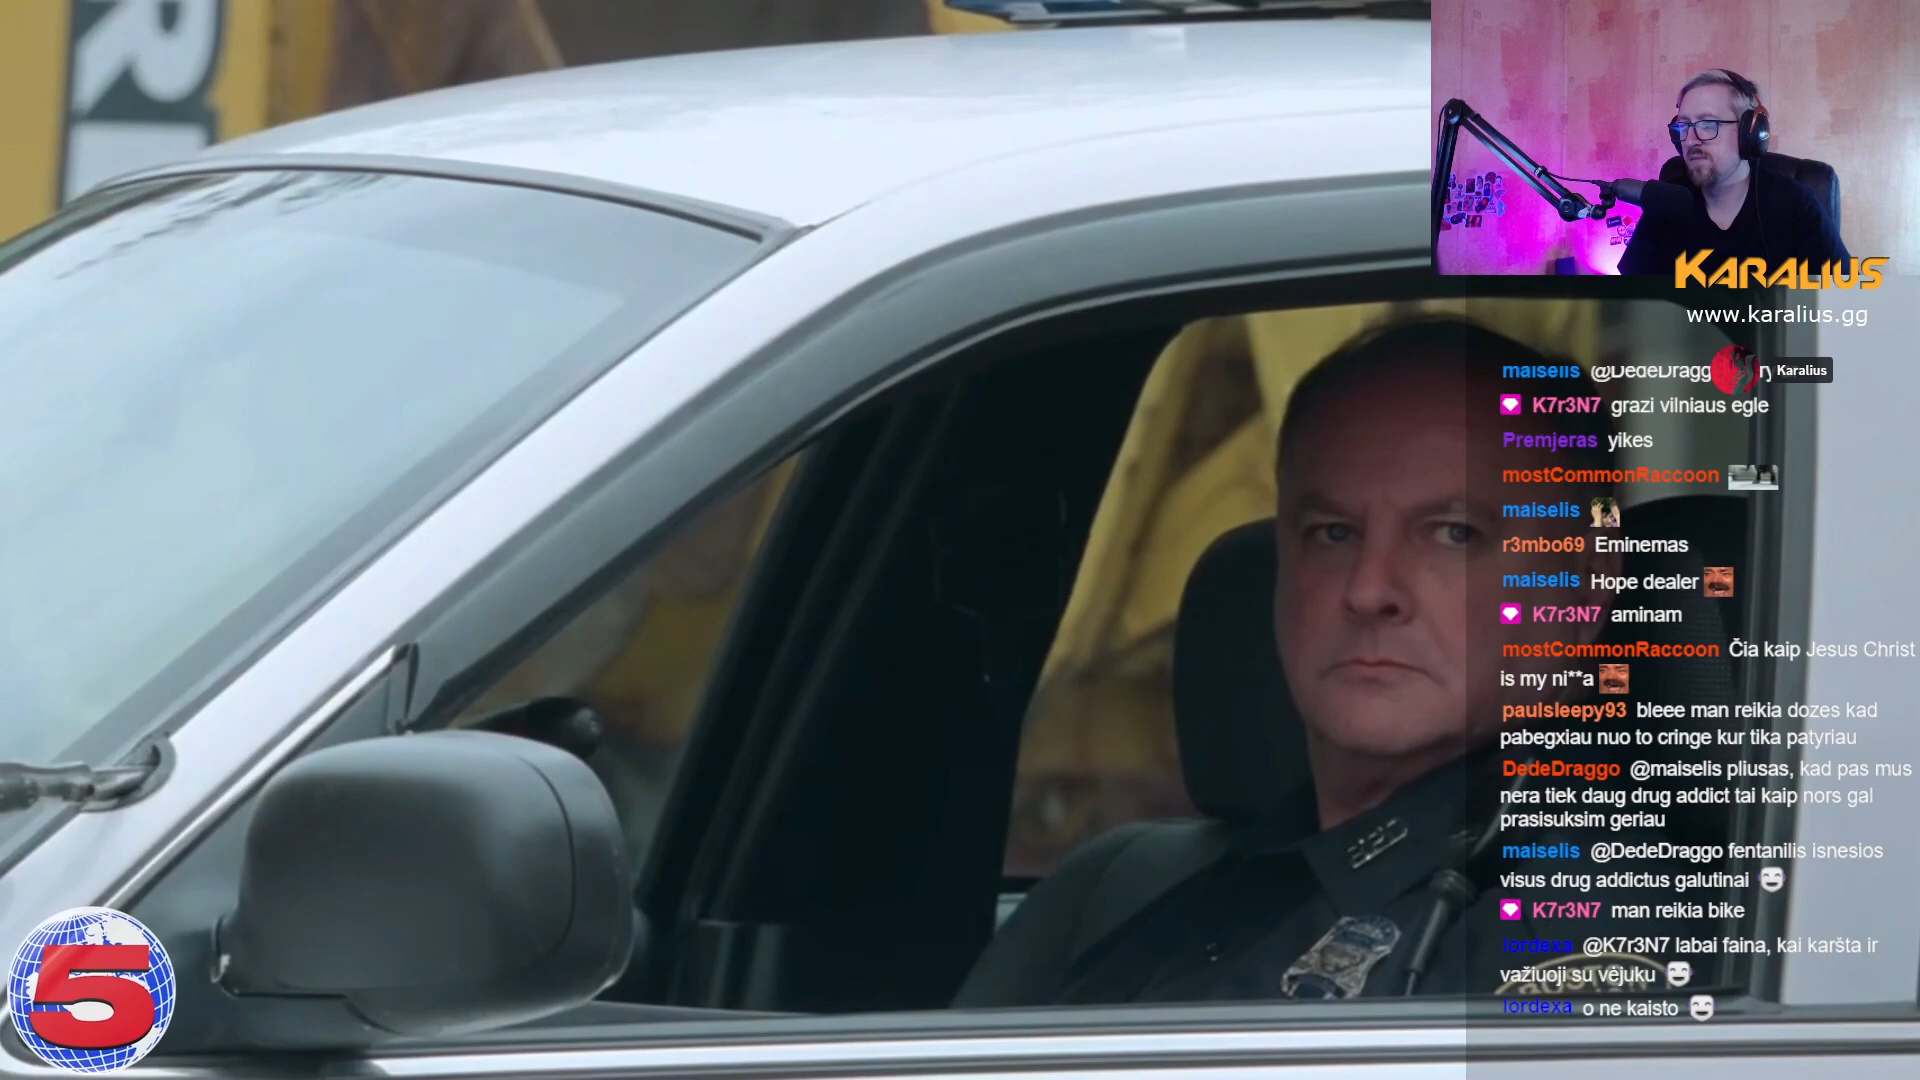 RI
KARALIUS
www.karalius.gg
Karalius
maiselis @DedeDragg
K7r3N7 grazi vilniaus egle
Premjeras yikes
mostCommonRaccoon
maiselis
r3mbo69 Eminemas
maiselis Hope dealer
K7r3N7 aminam
mostCommonRaccoon Čia kaip Jesus Christ
is my ni**a
paulsleepy93 bleee man reikia dozes kad
pabegxiau nuo to cringe kur tika patyriau
DedeDraggo @maiselis pliusas, kad pas mus
nera tiek daug drug addict tai kaip nors gal
prasisuksim geriau
maiselis @DedeDraggo fentanilis isnesios
visus drug addictus galutinai
K7r3N7 man reikia bike
lordexa @K7r3N7 labai faina, kai karšta ir
važiuoji su vėjuku
lordexa o ne kaisto
5